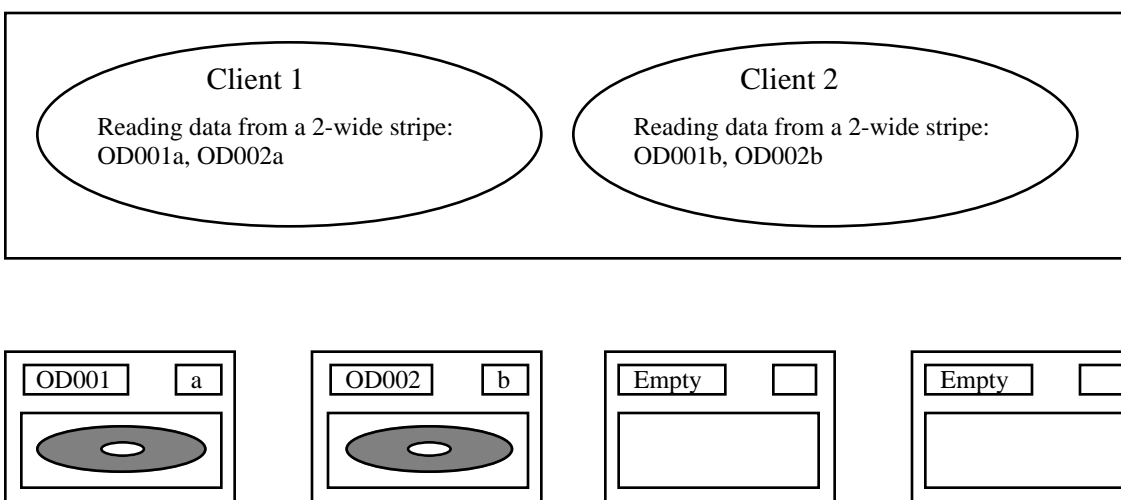 Client 1
Reading data from a 2-wide stripe:
OD001a, OD002a
Client 2
Reading data from a 2-wide stripe:
OD001b, OD002b
OD001 a
OD002 b
Empty
Empty